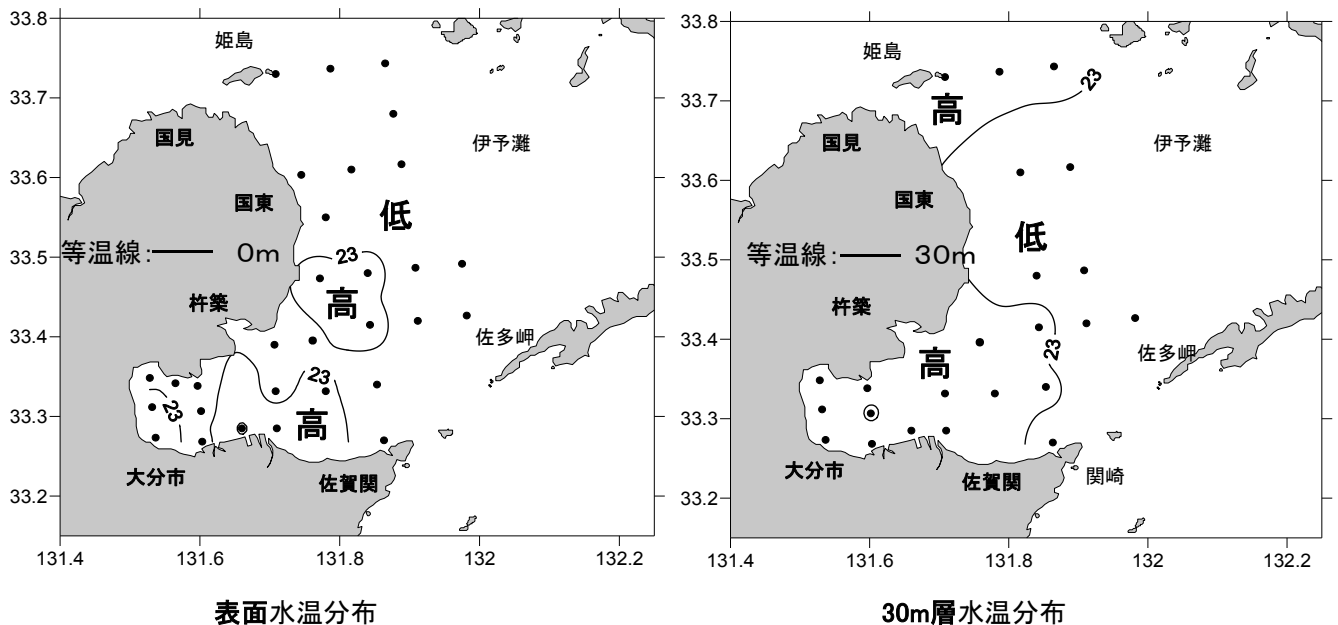 33.8
姫島
33.7
国見
伊予灘
33.6
国東
低
33.5
等温線: 0m
23
高
杵築
33.4
佐多岬
23
33.3
23
高
大分市
佐賀関
33.2
131.4 131.6 131.8 132 132.2
表面水温分布
33.8
姫島
23
33.7
高
国見
伊予灘
33.6
国東
低
33.5
等温線: 30m
杵築
33.4
高
23
佐多岬
33.3
大分市
佐賀関
関崎
33.2
131.4 131.6 131.8 132 132.2
30m層水温分布